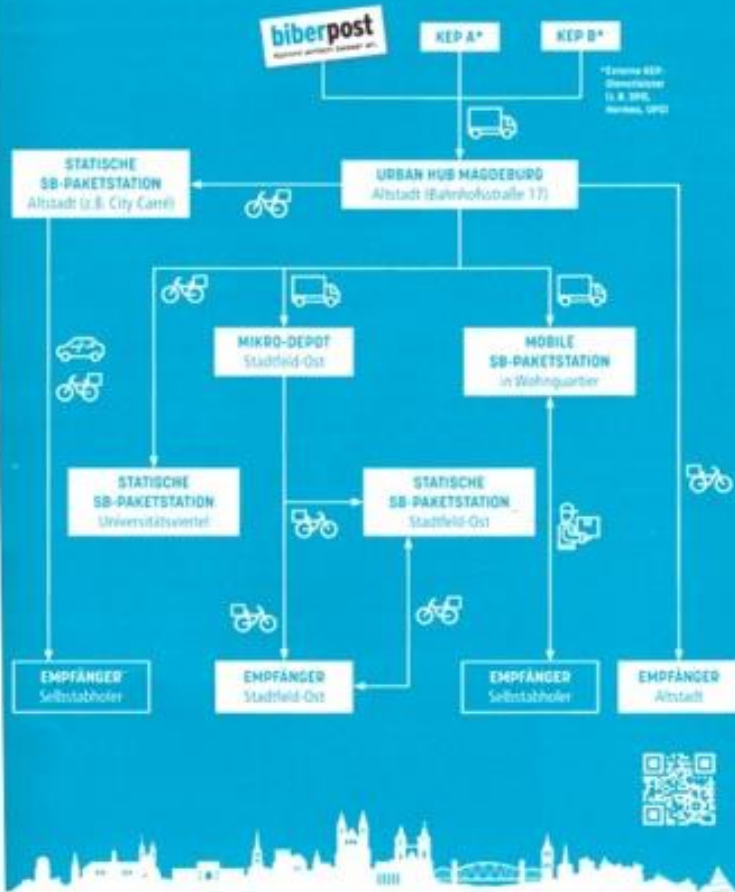 biberpost
KEP A*
KEP B*
*Externe KEP-
Dienstleister
(z. B. DPD,
Hermes, UPS)
STATISCHE
SB-PAKETSTATION
Altstadt (z.B. City Carré)
URBAN HUB MAGDEBURG
Altstadt (Bahnhofstraße 17)
MIKRO-DEPOT
Stadtfeld-Ost
MOBILE
SB-PAKETSTATION
in Wohnquartier
STATISCHE
SB-PAKETSTATION
Universitätsviertel
STATISCHE
SB-PAKETSTATION
Stadtfeld-Ost
EMPFÄNGER
Selbstabholer
EMPFÄNGER
Stadtfeld-Ost
EMPFÄNGER
Selbstabholer
EMPFÄNGER
Altstadt